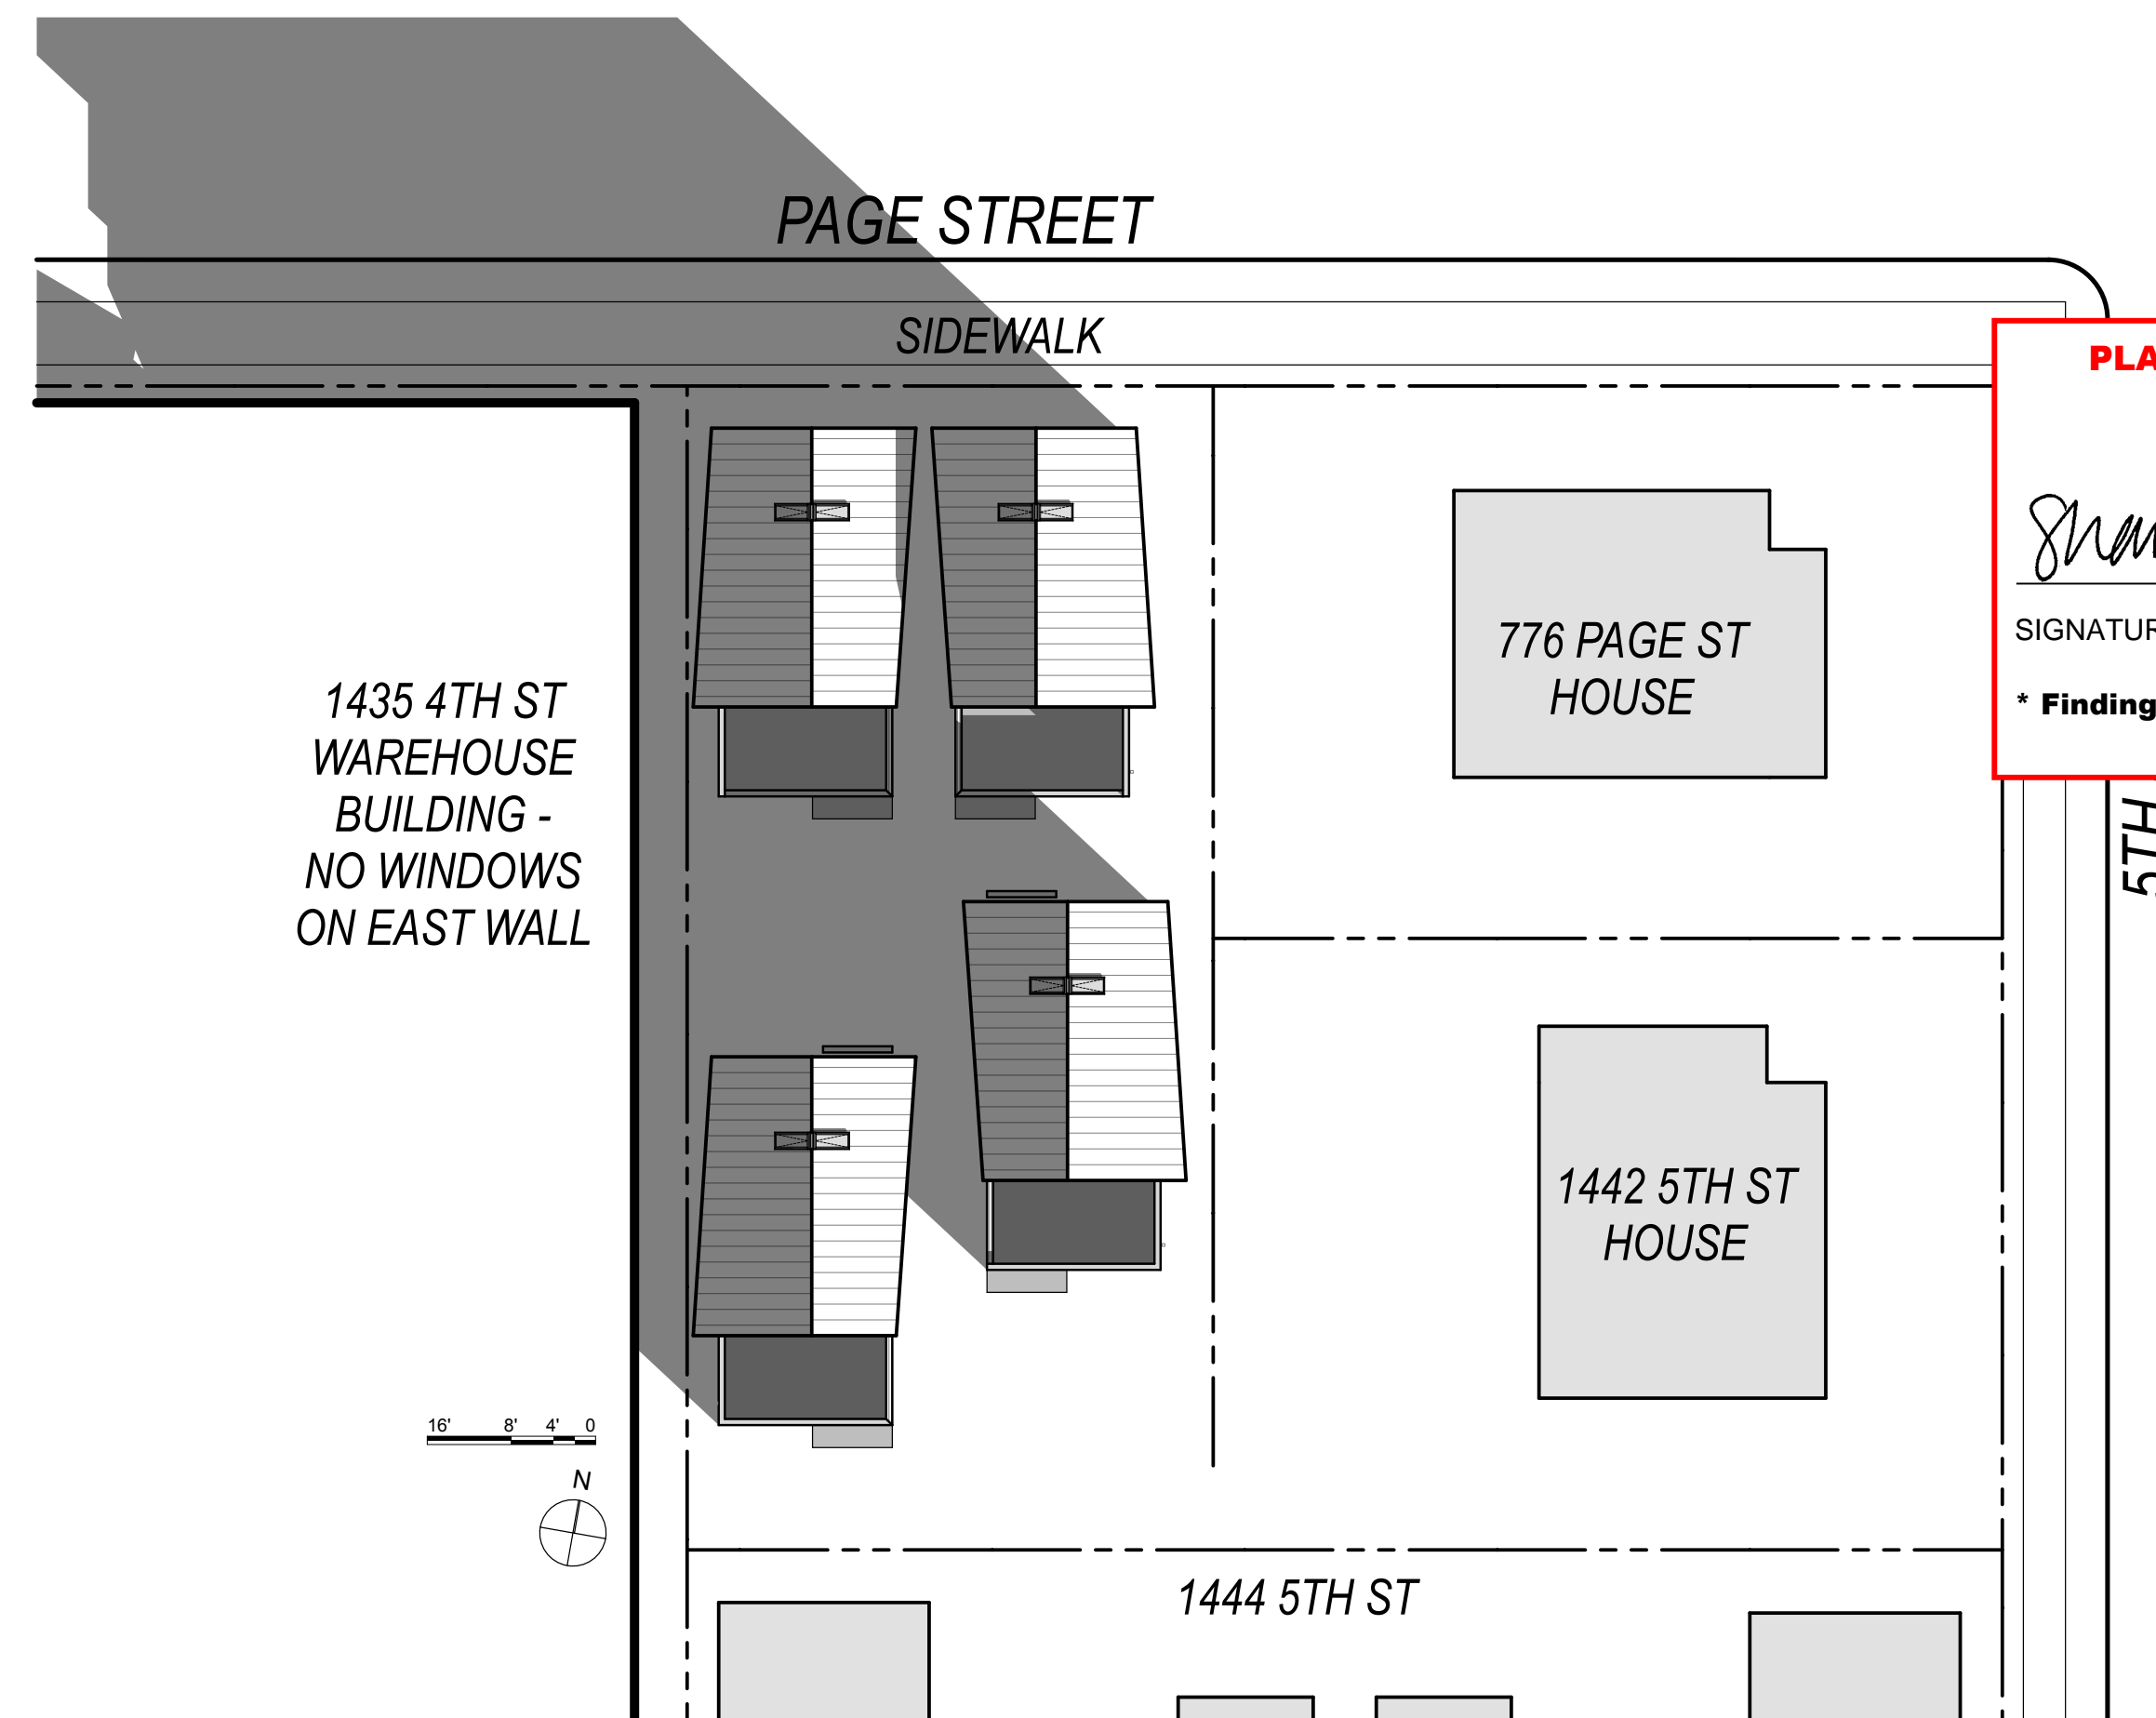 PAGE STREET
SIDEWALK
PLA
SIGNATUR
* Finding
776 PAGE ST
HOUSE
1435 4TH ST
WAREHOUSE
BUILDING -
NO WINDOWS
ON EAST WALL
5TH
1442 5TH ST
HOUSE
16' 8' 4' 0
N
1444 5TH ST